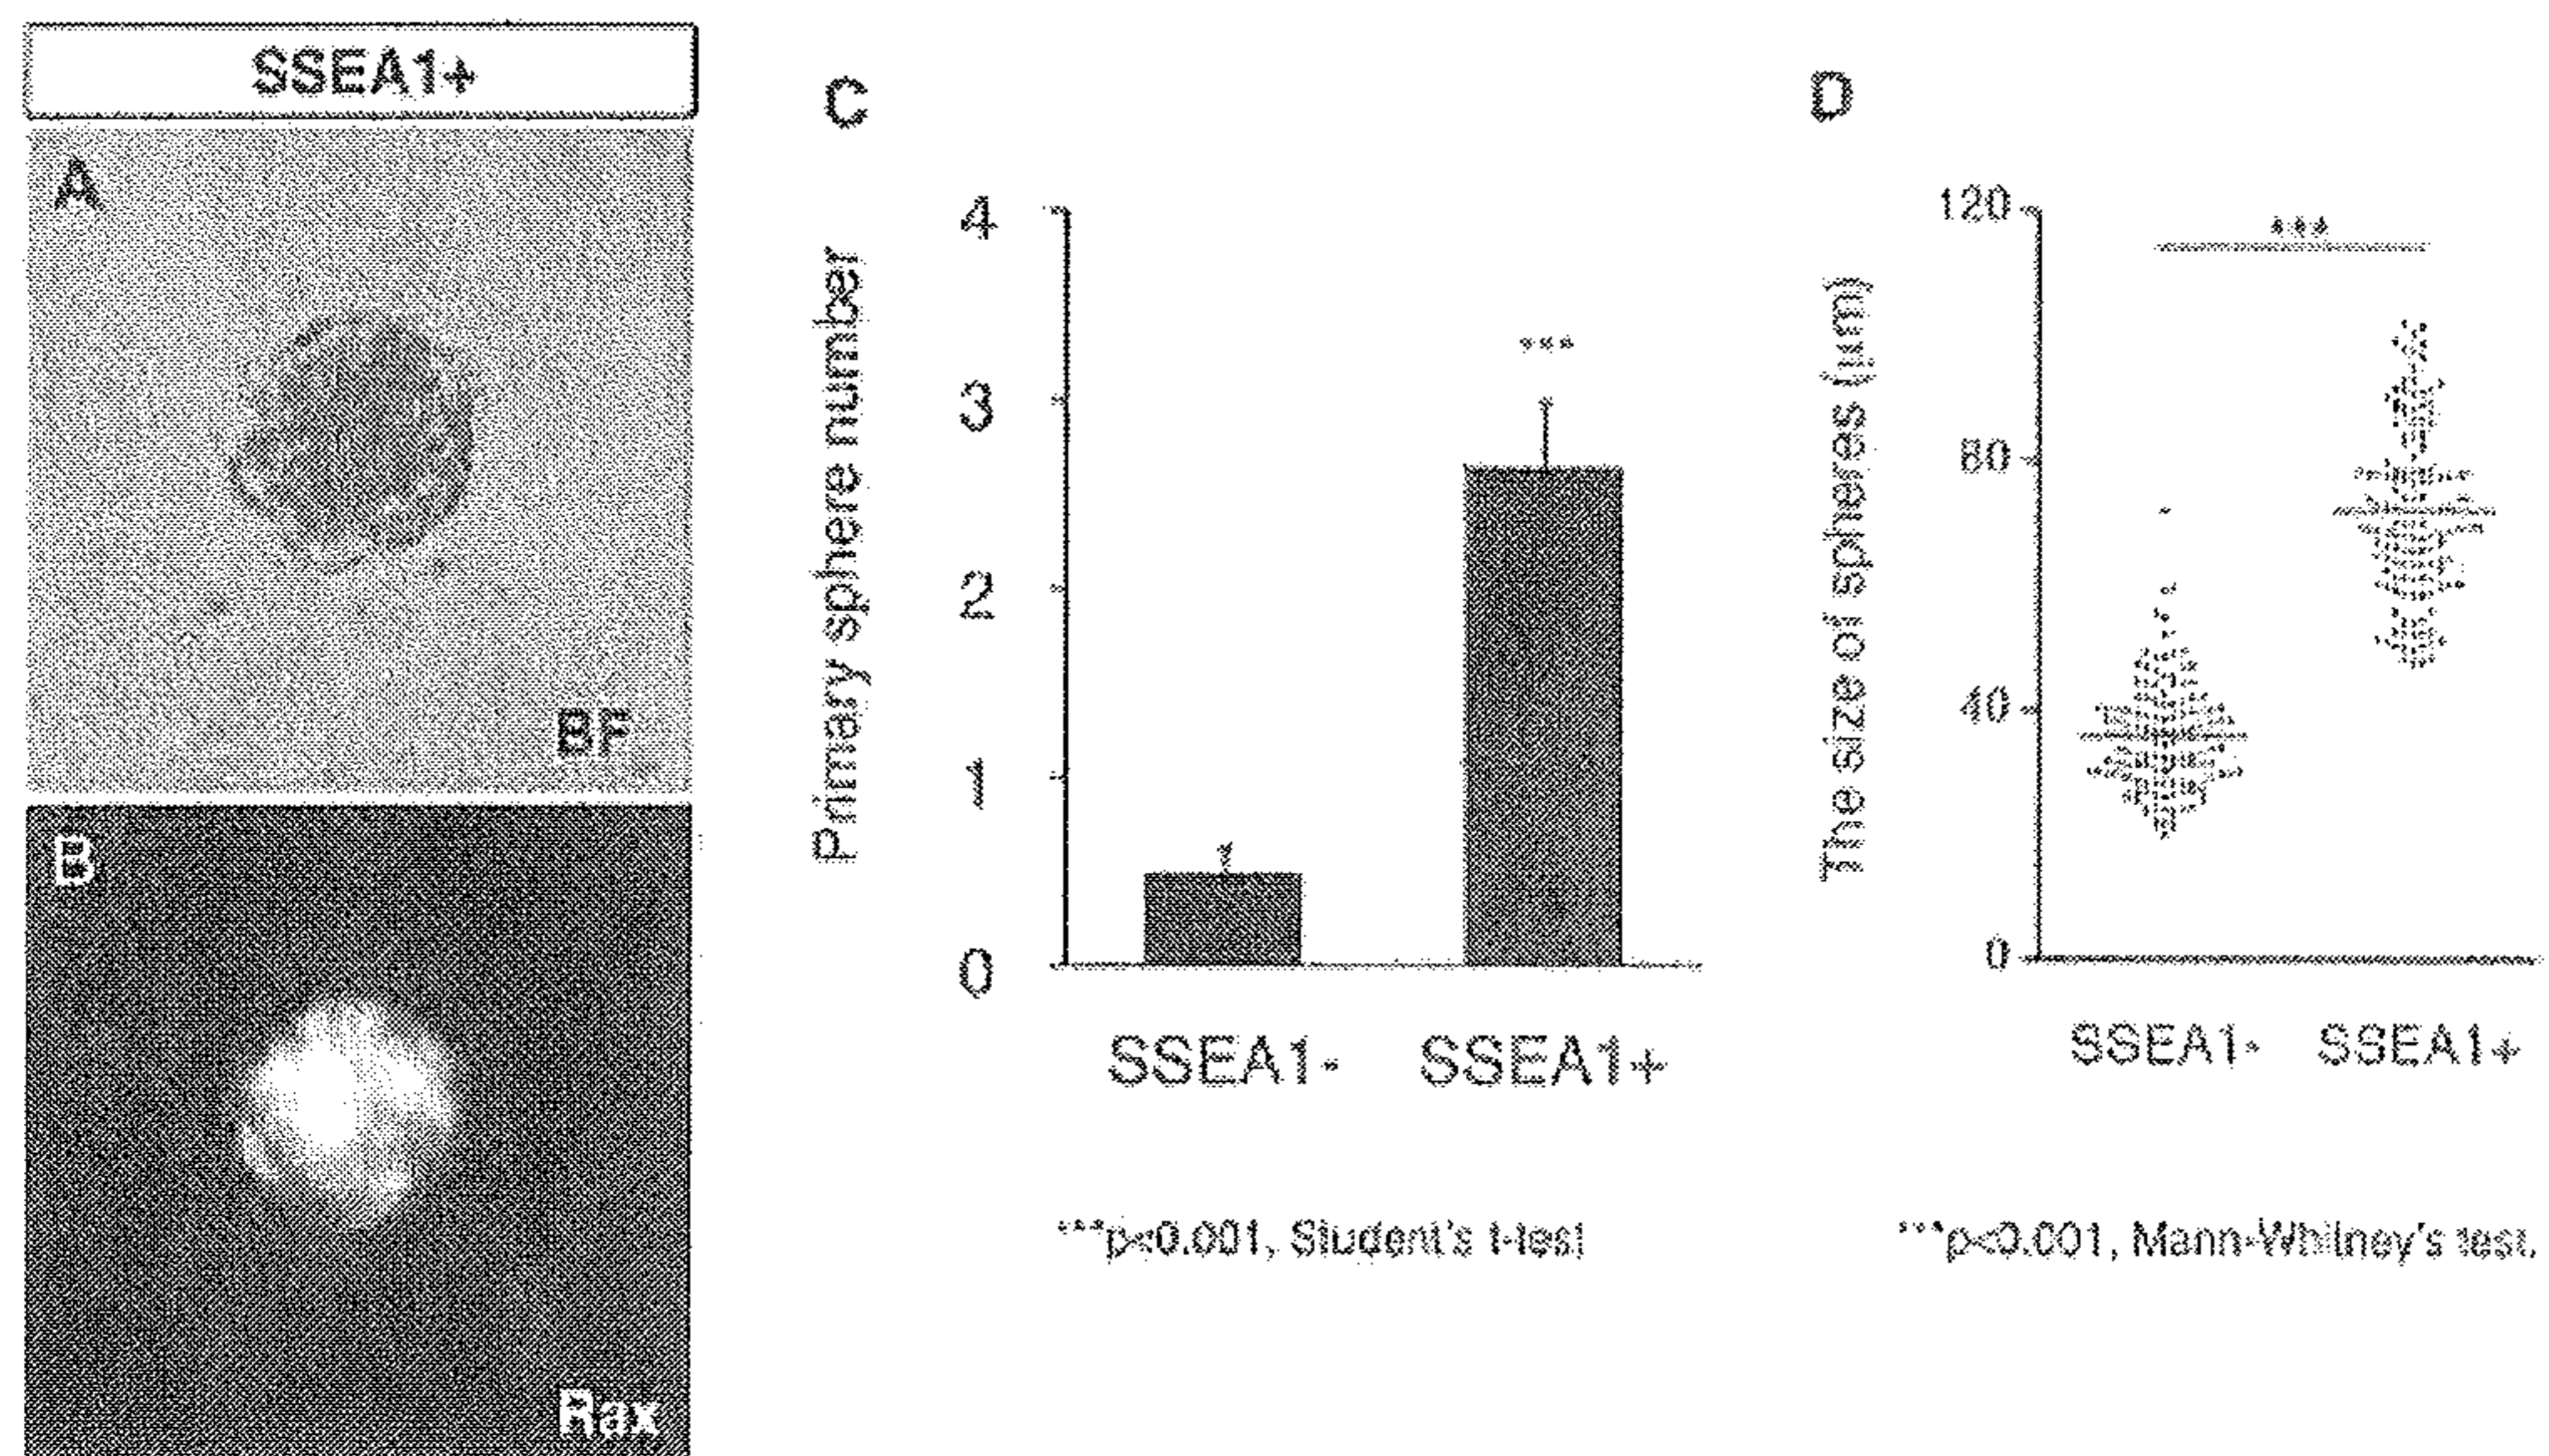 SSEA1+
A
BF
B
Rax
C
Primary sphere number
4
3
2
1
0
***
SSEA1-
SSEA1+
***p<0.001, Student's t-test
D
The size of spheres (μm)
120
80
40
0
***
SSEA1-
SSEA1+
***p<0.001, Mann-Whitney's test.